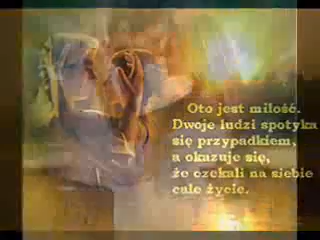 Oto jest miłość.
Dwoje ludzi spotyka
się przypadkiem,
a okazuje się,
że czekali na siebie
całe życie.